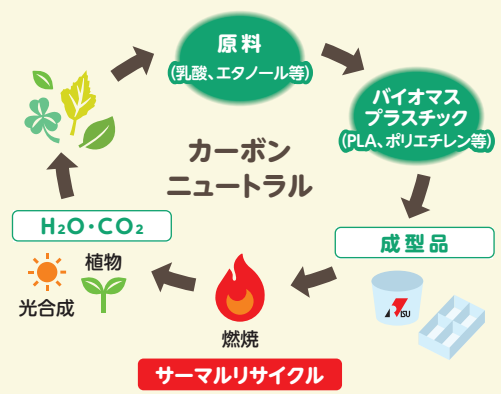 原料
(乳酸、エタノール等)
バイオマス
プラスチック
(PLA、ポリエチレン等)
カーボン
ニュートラル
H₂O・CO₂
成型品
植物
光合成
燃焼
サーマルリサイクル